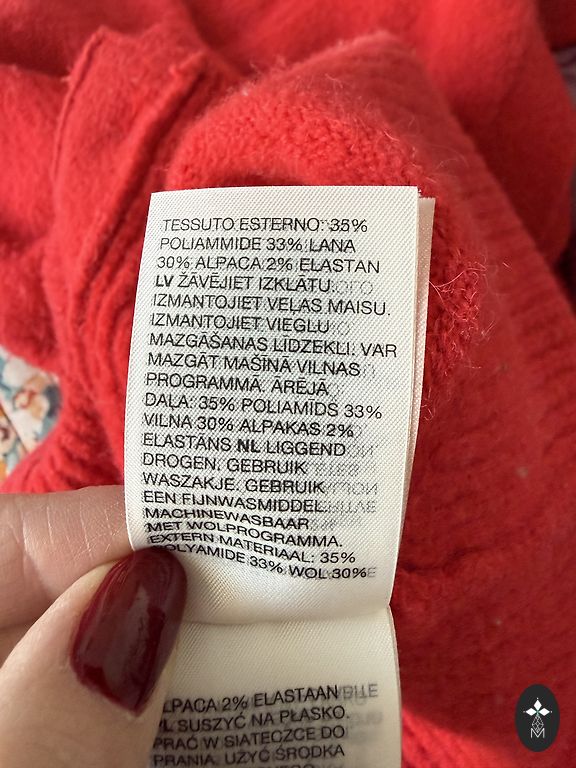 TESSUTO ESTERNO: 35%
POLIAMMIDE 33% LANA
30% ALPACA 2% ELASTAN
LV ŽĀVĒJIET IZKLĀTU.
IZMANTOJIET VEĻAS MAISU.
IZMANTOJIET VIEGLU
MAZGĀŠANAS LĪDZEKLI. VAR
MAZGĀT MAŠĪNĀ VILNAS
PROGRAMMĀ. ĀRĒJĀ
DAĻA: 35% POLIAMĪDS 33%
VILNA 30% ALPAKAS 2%
ELASTĀNS NL LIGGEND
DROGEN. GEBRUIK
WASZAKJE. GEBRUIK
EEN FIJNWASMIDDEL.
MACHINEWASBAAR
MET WOLPROGRAMMA.
EXTERN MATERIAAL: 35%
POLYAMIDE 33% WOL 30%
ALPACA 2% ELASTAAN
PL SUSZYĆ NA PŁASKO.
PRAĆ W SIATECZCE DO
PRANIA. UŻYĆ ŚRODKA